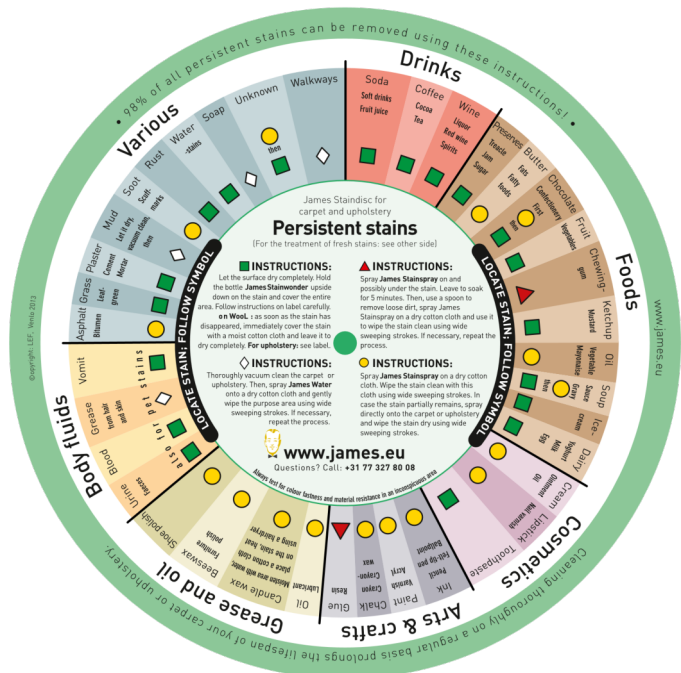 • 98% of all persistent stains can be removed using these instructions! •
www.james.eu
Cleaning thoroughly on a regular basis prolongs the lifespan of your carpet or upholstery.
©opyright: LEF, Venlo 2013
Drinks
Soda
Soft drinks
Fruit juice
Coffee
Cocoa
Tea
Wine
Liquor
Red wine
Spirits
Foods
Preserves
Treacle
Jam
Sugar
Butter
Fats
Fatty
foods
Chocolate
Confectionery
First
then
Fruit
Vegetables
Chewing-
gum
Ketchup
Mustard
Oil
Vegetable
Mayonaise
Soup
Sauce
Gravy
then
Ice-
cream
Dairy
Yoghurt
Milk
Egg
Cosmetics
Cream
Ointment
Oil
Lipstick
Nail varnish
Toothpaste
Arts & crafts
Ink
Pencil
Felt-tip pen
Ballpoint
Paint
Varnish
Acryl
Chalk
Crayon
Crayon-
wax
Glue
Resin
Grease and oil
Oil
Lubricant
Candle wax
Moisten area with water,
place a cotton cloth
on the stain, heat
using a hairdryer
Beeswax
Furniture
polish
Shoe polish
Body fluids
Urine
Faeces
Blood
Grease
from hair
and skin
Vomit
also for pet stains
Various
Asphalt
Bitumen
Grass
Leaf-
green
Plaster
Cement
Mortar
Mud
Let it dry,
vacuum clean,
then
Soot
Scuff-
marks
Rust
Water
-stains
Soap
Unknown
then
Walkways
LOCATE STAIN; FOLLOW SYMBOL
LOCATE STAIN; FOLLOW SYMBOL
James Staindisc for
carpet and upholstery
Persistent stains
(For the treatment of fresh stains: see other side)
INSTRUCTIONS:
Let the surface dry completely. Hold
the bottle James Stainwonder upside
down on the stain and cover the entire
area. Follow instructions on label carefully.
on WooL : as soon as the stain has
disappeared, immediately cover the stain
with a moist cotton cloth and leave it to
dry completely. For upholstery: see label.
INSTRUCTIONS:
Spray James Stainspray on and
possibly under the stain. Leave to soak
for 5 minutes. Then, use a spoon to
remove loose dirt, spray James
Stainspray on a dry cotton cloth and use it
to wipe the stain clean using wide
sweeping strokes. If necessary, repeat the
process.
INSTRUCTIONS:
Thoroughly vacuum clean the carpet or
upholstery. Then, spray James Water
onto a dry cotton cloth and gently
wipe the purpose area using wide
sweeping strokes. If necessary,
repeat the process.
INSTRUCTIONS:
Spray James Stainspray on a dry cotton
cloth. Wipe the stain clean with this
cloth using wide sweeping strokes. In
case the stain partially remains, spray
directly onto the carpet or upholstery
and wipe the stain dry using wide
sweeping strokes.
www.james.eu
Questions? Call: +31 77 327 80 08
Always test for colour fastness and material resistance in an inconspicuous area